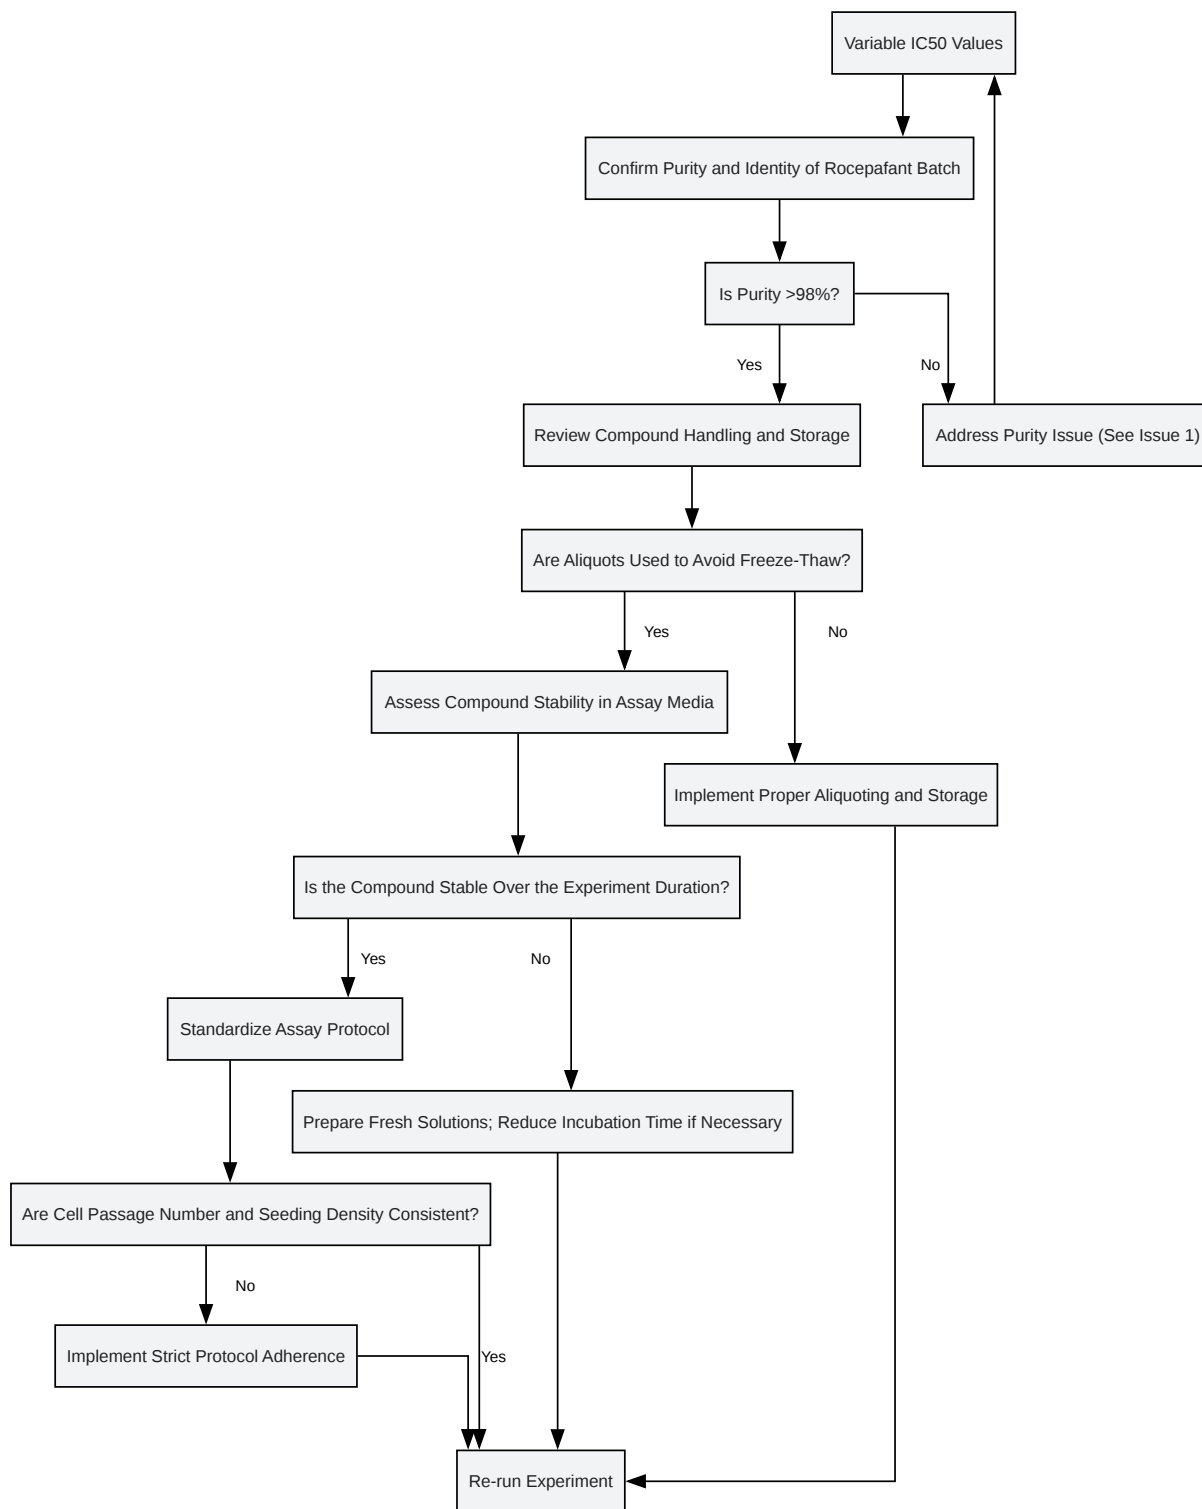 Variable IC50 Values
Confirm Purity and Identity of Rocepafant Batch
Is Purity >98%?
Yes
No
Review Compound Handling and Storage
Address Purity Issue (See Issue 1)
Are Aliquots Used to Avoid Freeze-Thaw?
Yes
No
Assess Compound Stability in Assay Media
Implement Proper Aliquoting and Storage
Is the Compound Stable Over the Experiment Duration?
Yes
No
Standardize Assay Protocol
Prepare Fresh Solutions; Reduce Incubation Time if Necessary
Are Cell Passage Number and Seeding Density Consistent?
No
Implement Strict Protocol Adherence
Yes
Re-run Experiment